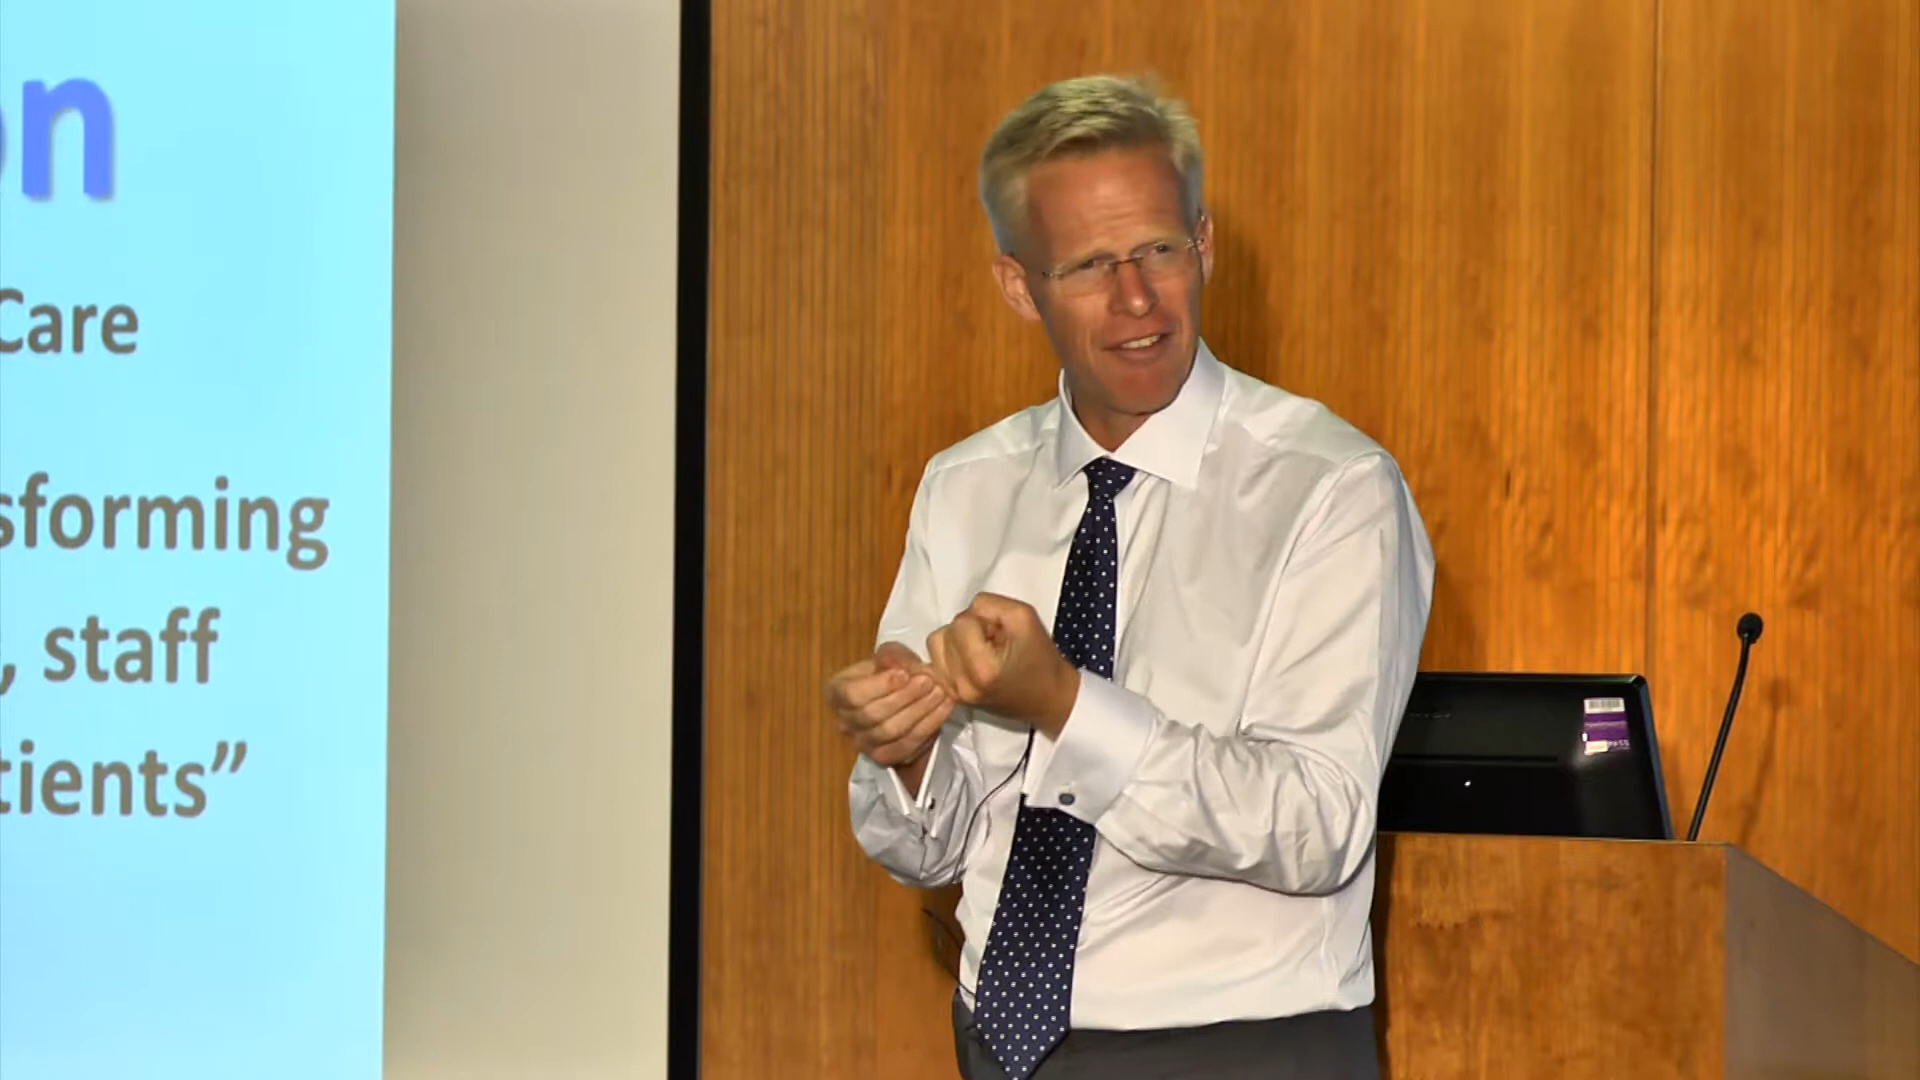 on
Care
sforming
, staff
tients”